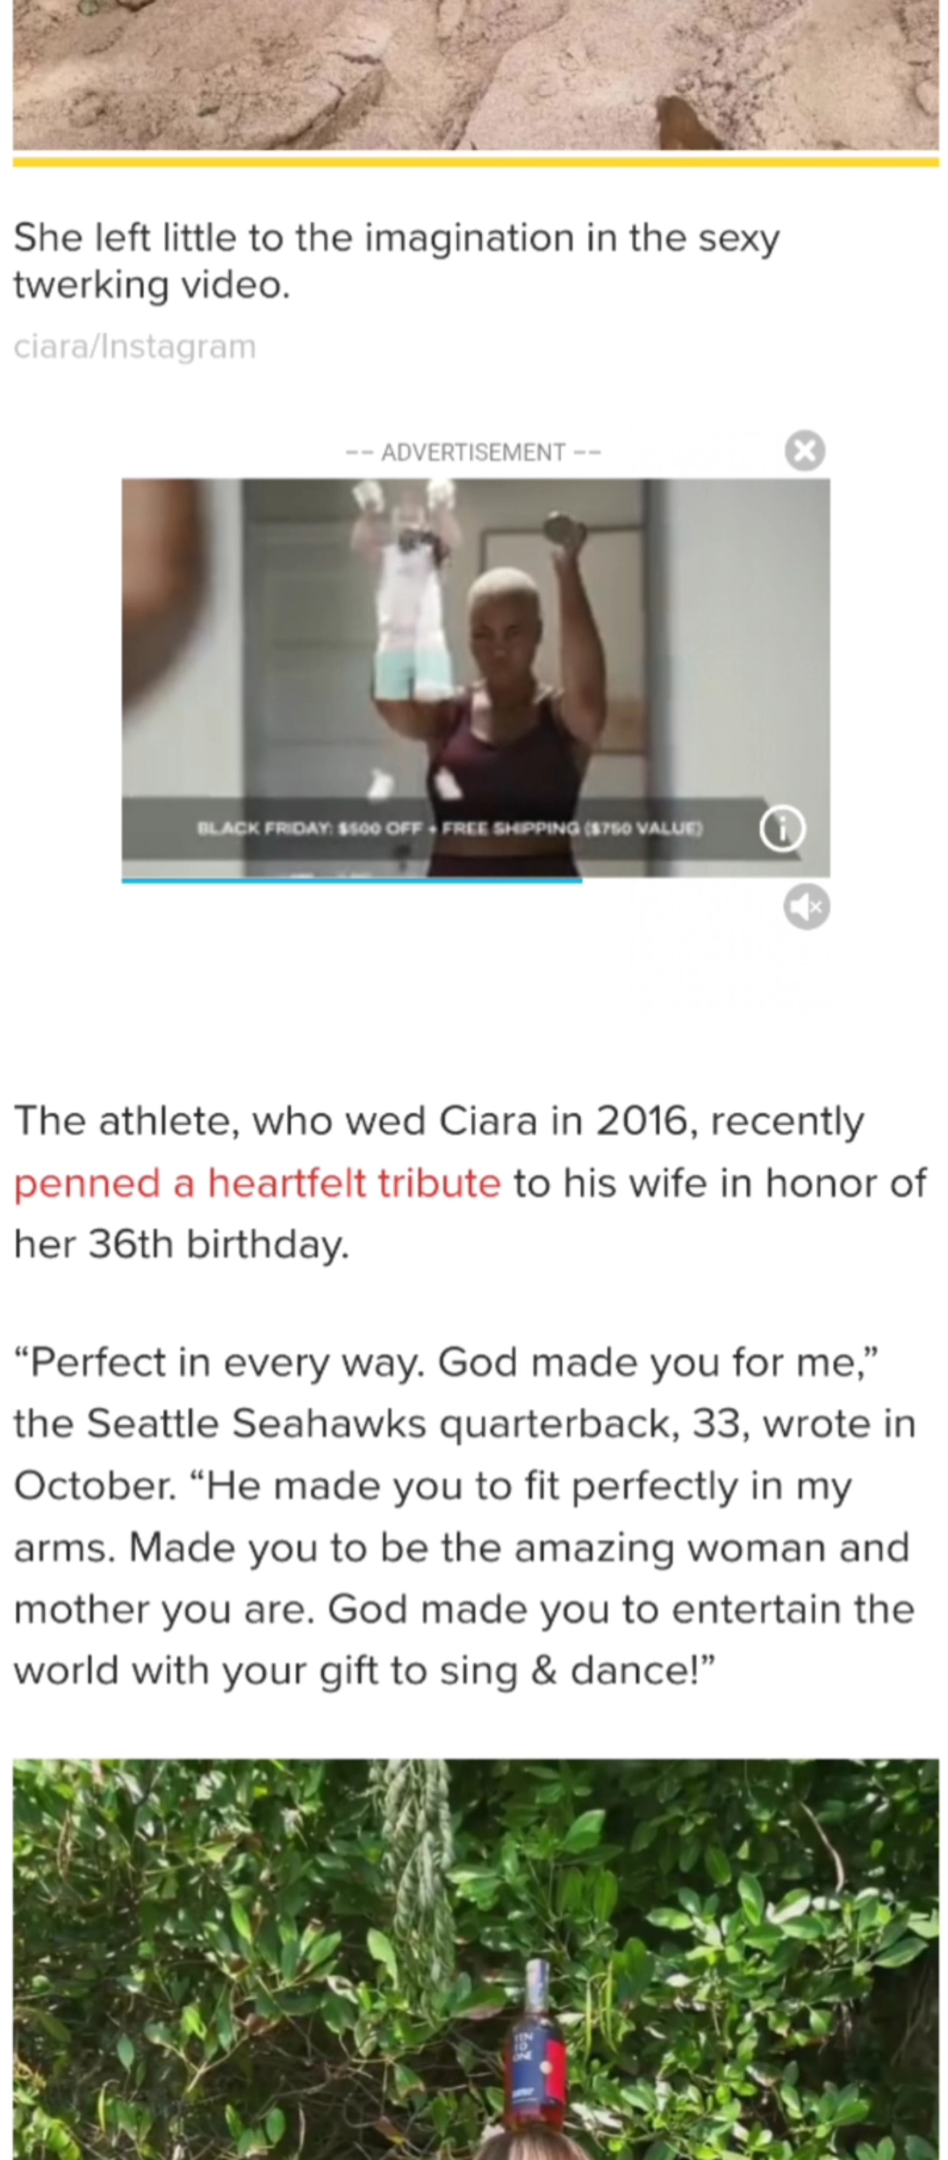 She left little to the imagination in the sexy
twerking video.
ciara/Instagram
-- ADVERTISEMENT --
BLACK FRIDAY: $500 OFF + FREE SHIPPING ($750 VALUE)
The athlete, who wed Ciara in 2016, recently
penned a heartfelt tribute to his wife in honor of
her 36th birthday.
“Perfect in every way. God made you for me,”
the Seattle Seahawks quarterback, 33, wrote in
October. “He made you to fit perfectly in my
arms. Made you to be the amazing woman and
mother you are. God made you to entertain the
world with your gift to sing & dance!”
TEN
TO
ONE